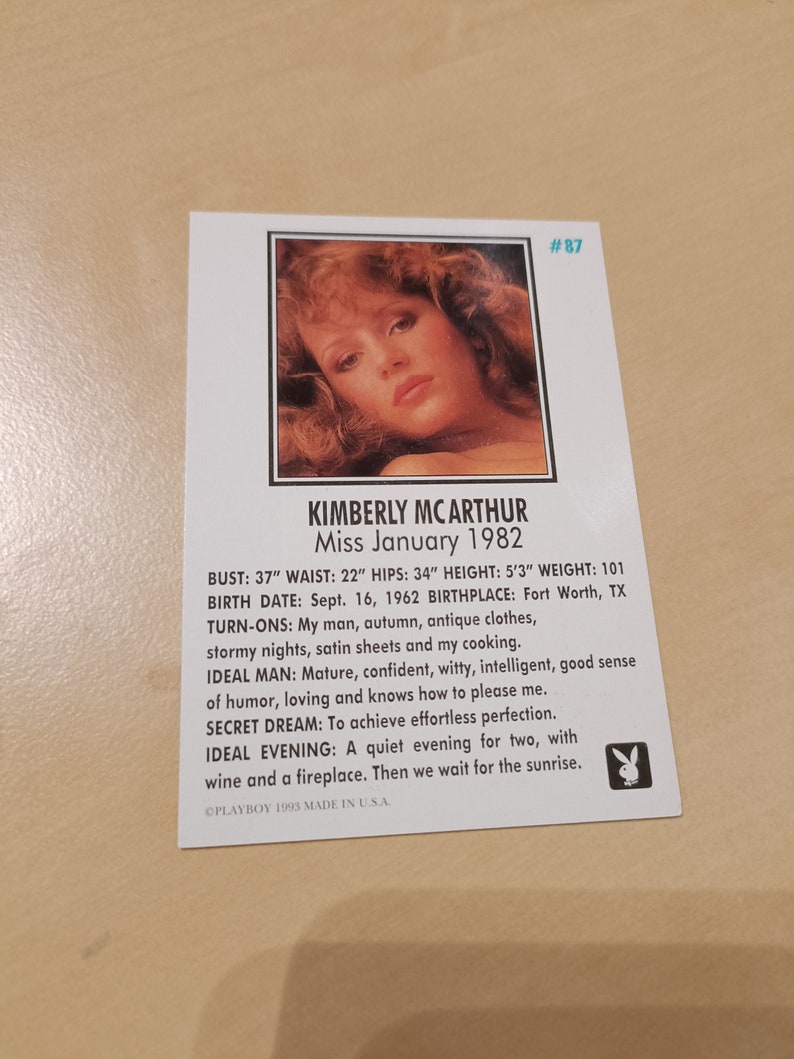 #87
KIMBERLY MCARTHUR
Miss January 1982
BUST: 37" WAIST: 22" HIPS: 34" HEIGHT: 5'3" WEIGHT: 101
BIRTH DATE: Sept. 16, 1962 BIRTHPLACE: Fort Worth, TX
TURN-ONS: My man, autumn, antique clothes,
stormy nights, satin sheets and my cooking.
IDEAL MAN: Mature, confident, witty, intelligent, good sense
of humor, loving and knows how to please me.
SECRET DREAM: To achieve effortless perfection.
IDEAL EVENING: A quiet evening for two, with
wine and a fireplace. Then we wait for the sunrise.
©PLAYBOY 1993 MADE IN U.S.A.